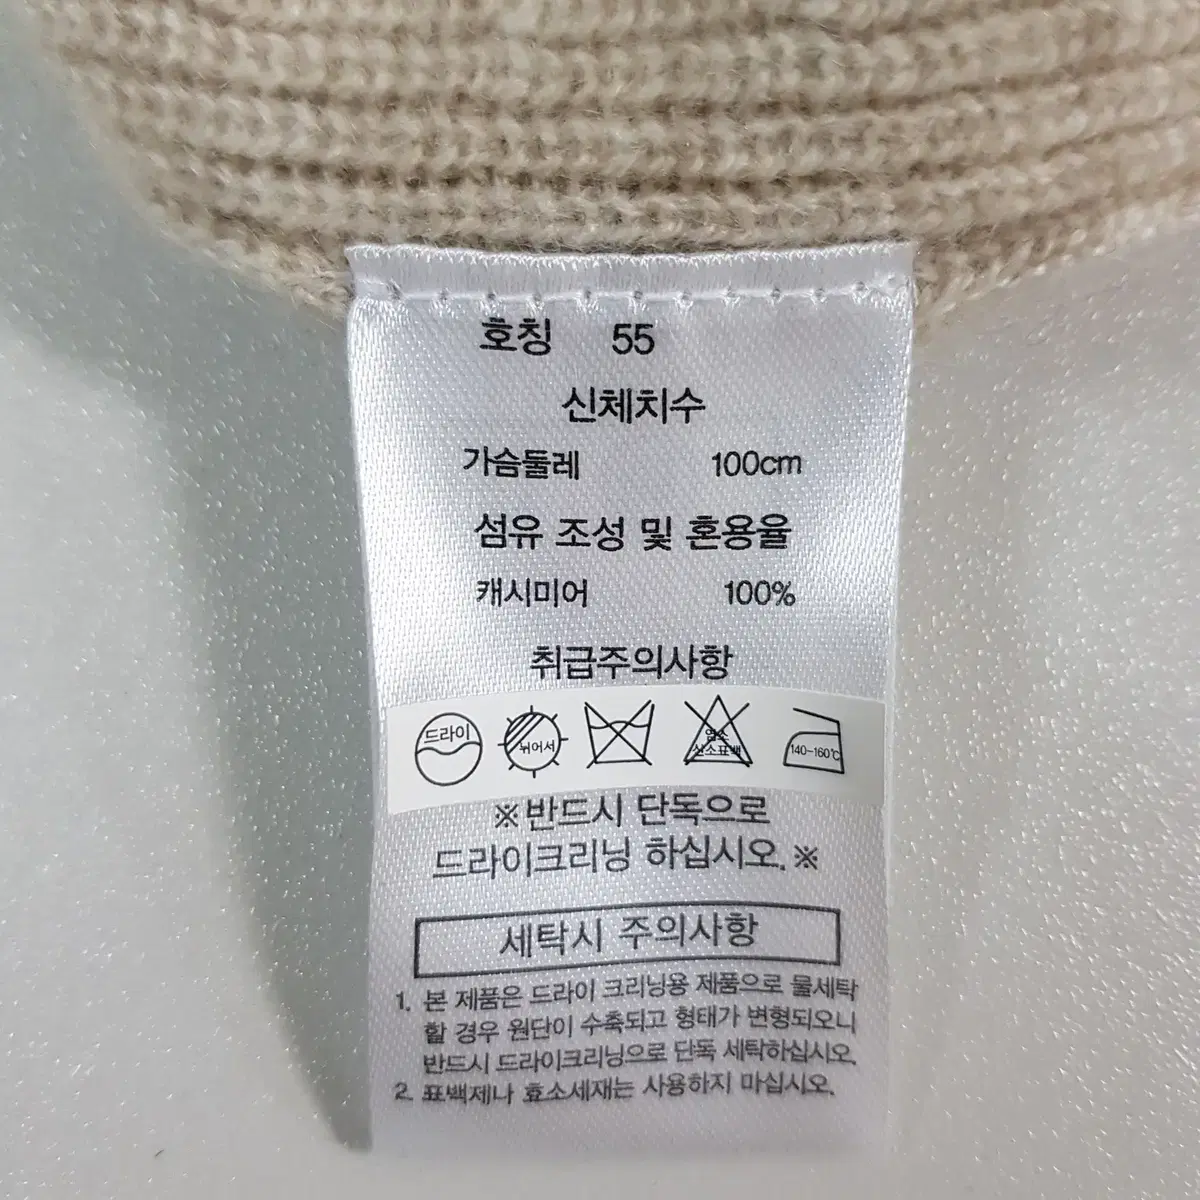 호칭 55
신체치수
가슴둘레 100cm
섬유 조성 및 혼용율
캐시미어 100%
취급주의사항
드라이 뉘어서 염소 산소표백 140-160℃
※반드시 단독으로
드라이크리닝 하십시오.※
세탁시 주의사항
1. 본 제품은 드라이 크리닝용 제품으로 물세탁
할 경우 원단이 수축되고 형태가 변형되오니
반드시 드라이크리닝으로 단독 세탁하십시오.
2. 표백제나 효소세재는 사용하지 마십시오.